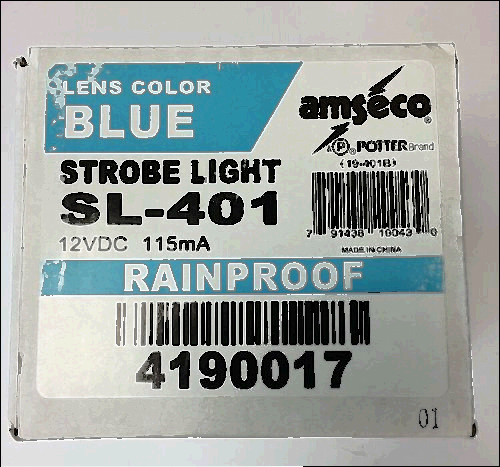 LENS COLOR
BLUE
amseco®
P® POTTER Brand
(19-401B)
STROBE LIGHT
SL-401
12VDC 115mA
7 91438 19043 0
MADE IN CHINA
RAINPROOF
4190017
01